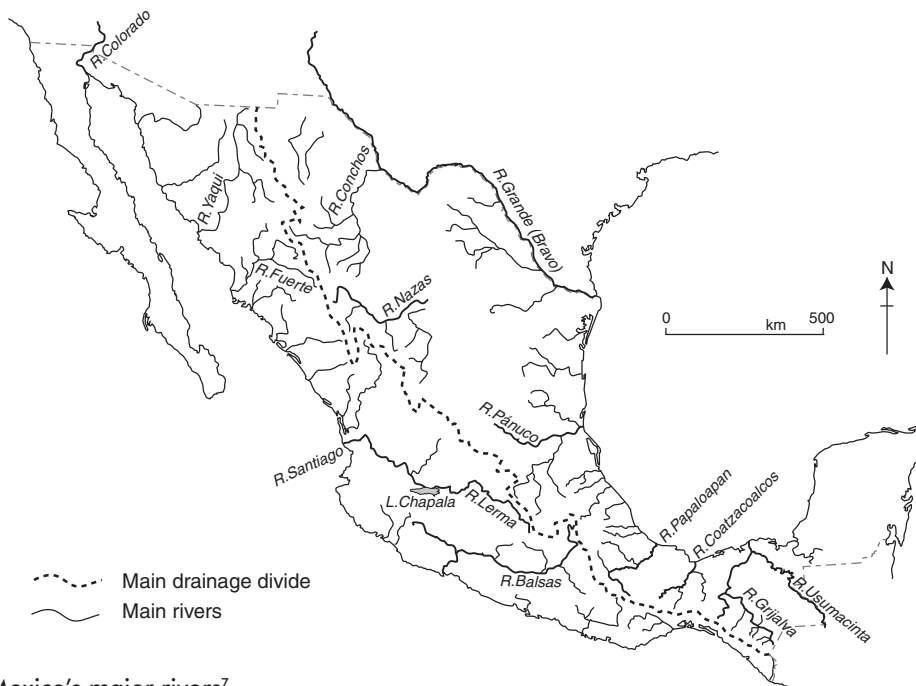 R.Colorado
R.Yaqui
R.Conchos
R.Grande (Bravo)
R.Fuerte
R.Nazas
N
0 500
km
R.Pánuco
R.Santiago
L.Chapala
R.Lerma
R.Balsas
R.Papaloapan
R.Coatzacoalcos
R.Usumacinta
R.Grijalva
Main drainage divide
Main rivers
Mexico's major rivers⁷